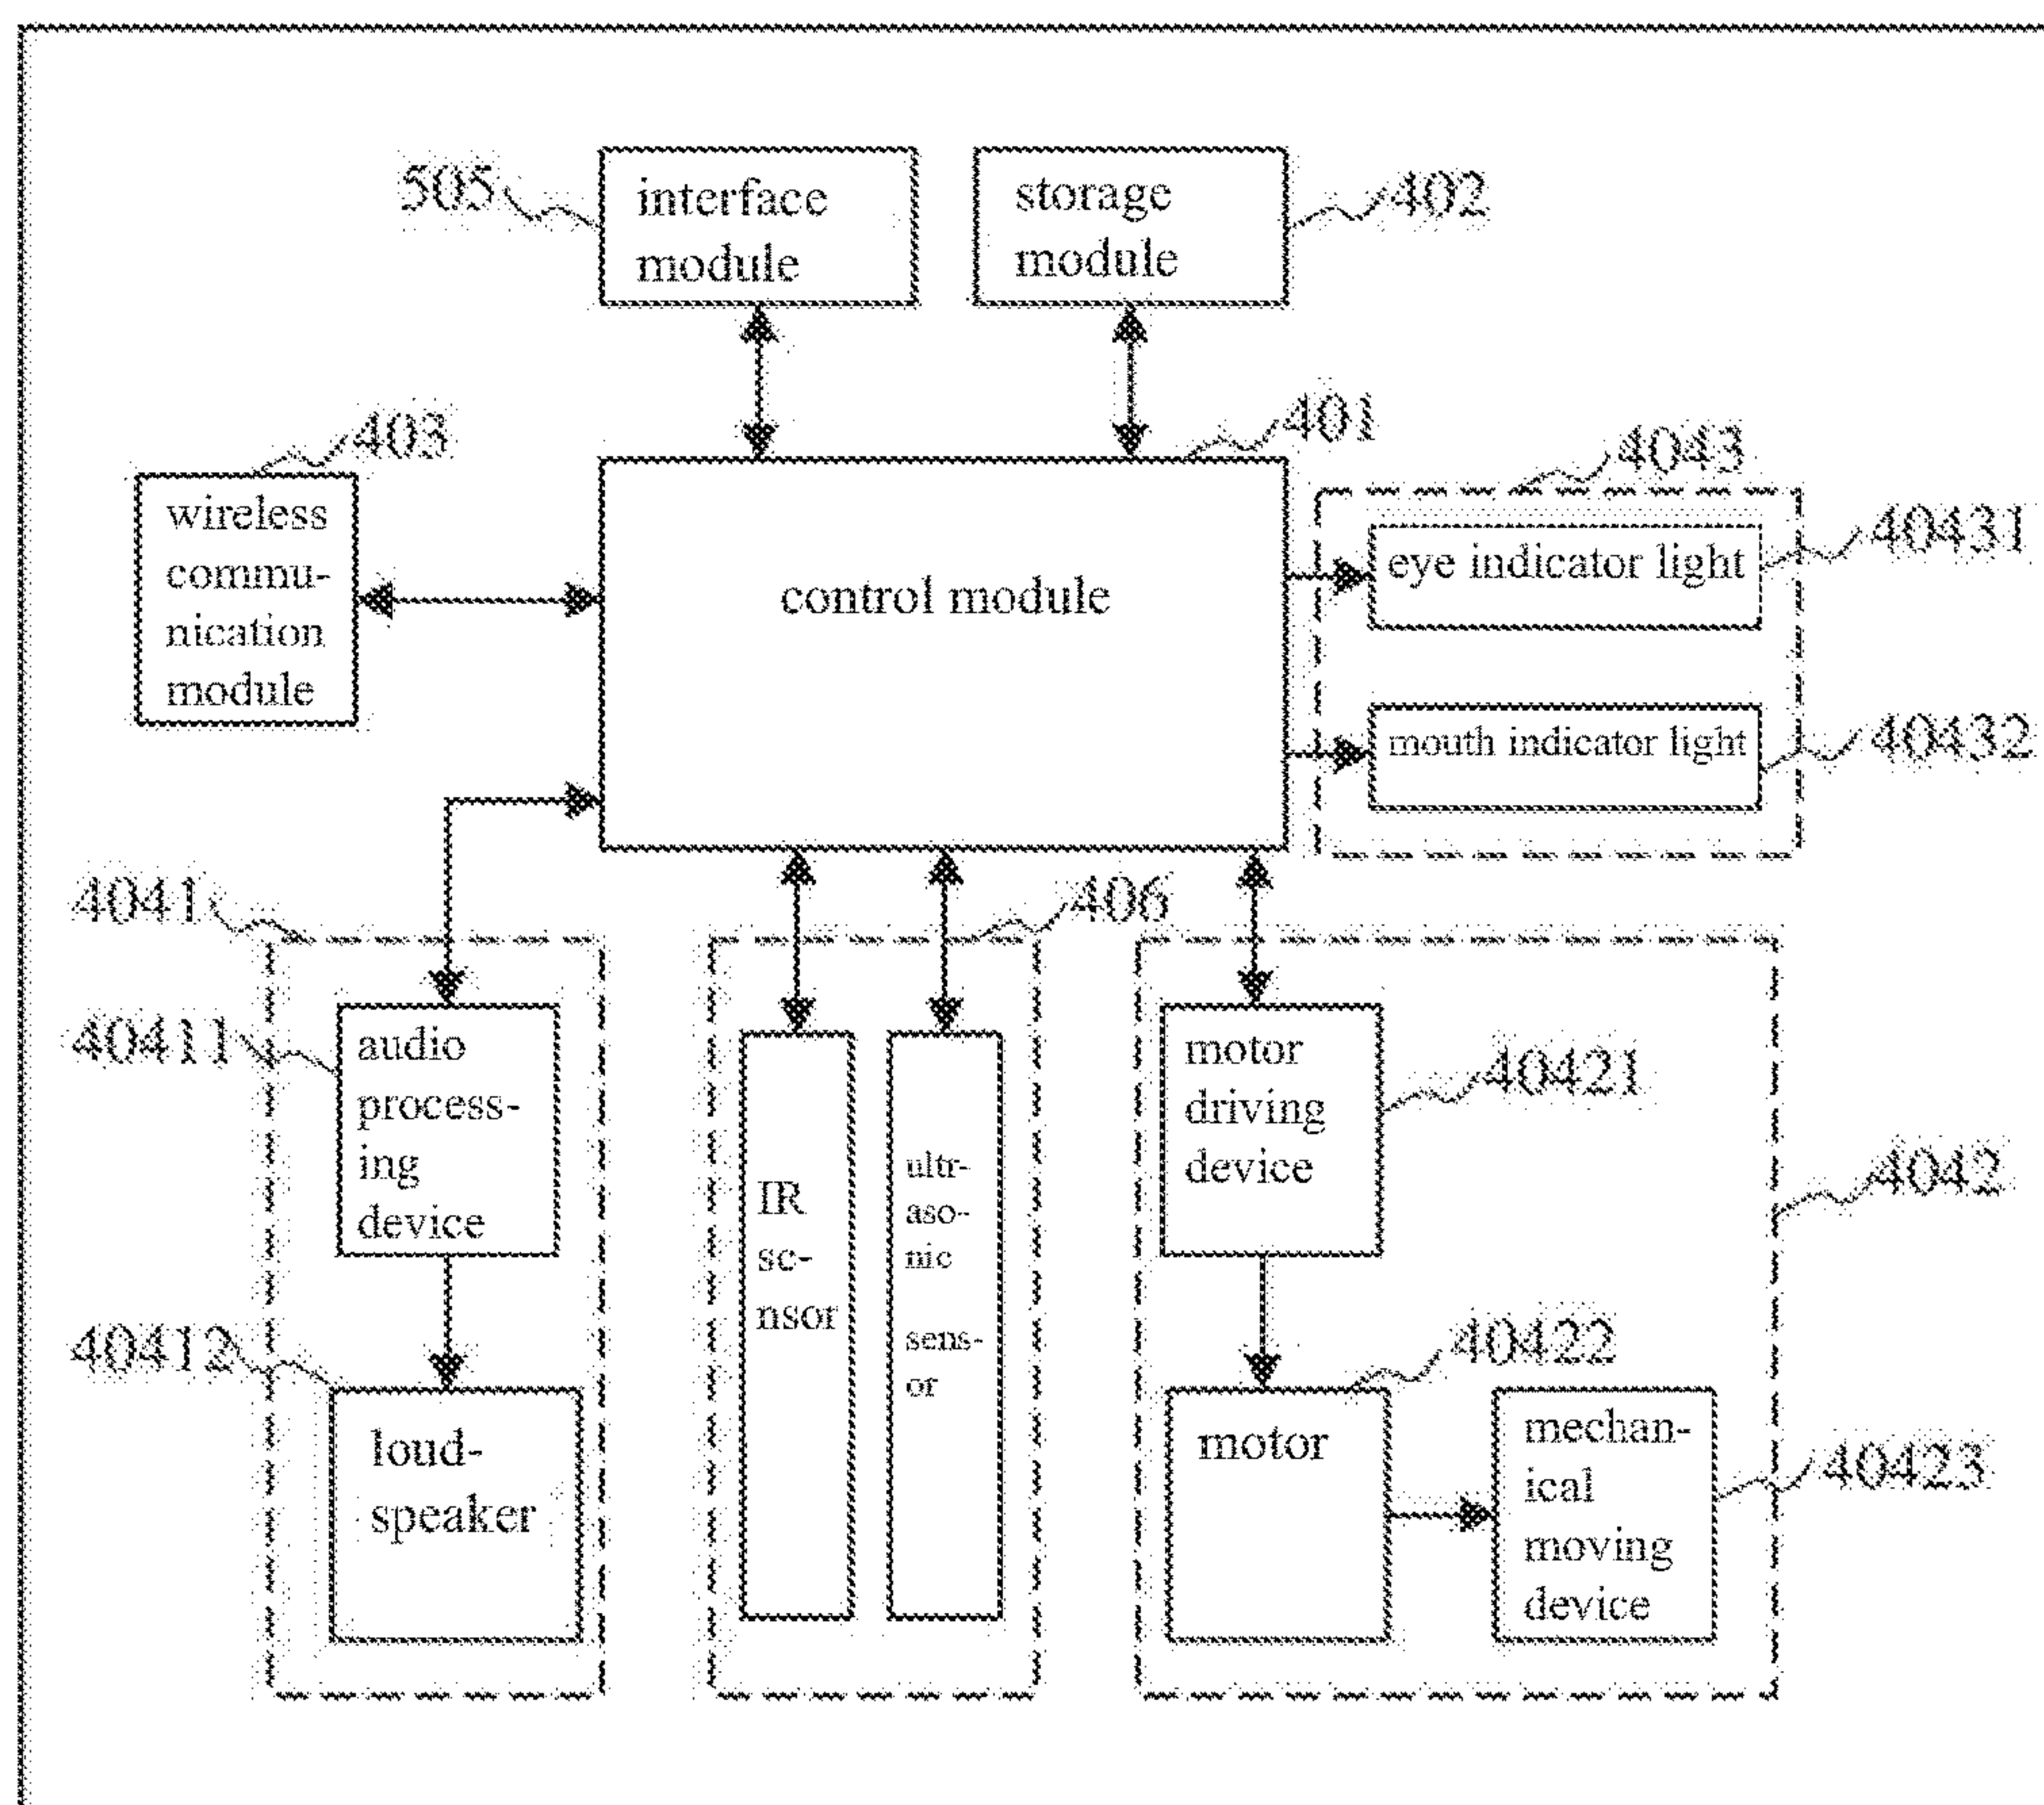 505
interface
module
storage
module
402
403
401
4043
wireless
commu-
nication
module
control module
eye indicator light
40431
mouth indicator light
40432
4041
406
40411
audio
process-
ing
device
IR
se-
nsor
ultr-
aso-
nic
sens-
or
motor
driving
device
40421
4042
40412
loud-
speaker
40422
motor
mechan-
ical
moving
device
40423